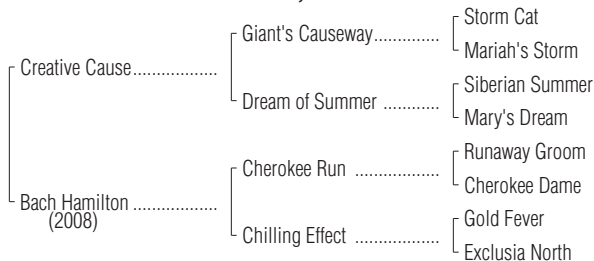 Storm Cat
Giant's Causeway..............
Mariah's Storm
Creative Cause..................
Siberian Summer
Dream of Summer ............
Mary's Dream
Runaway Groom
Cherokee Run ..................
Cherokee Dame
Bach Hamilton ..................
(2008)
Gold Fever
Chilling Effect ..................
Exclusia North